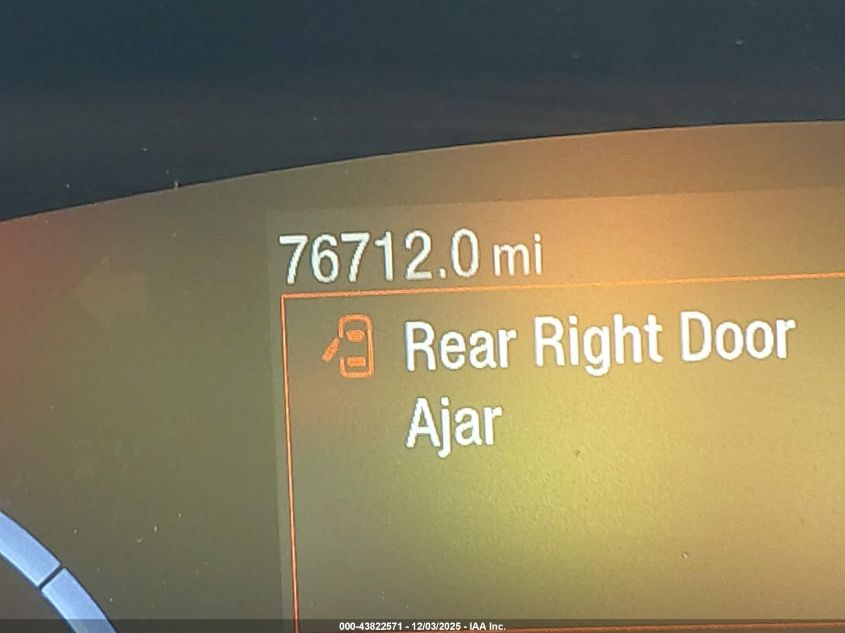 76712.0 mi
Rear Right Door
Ajar
000-43822571 - 12/03/2025 - IAA Inc.